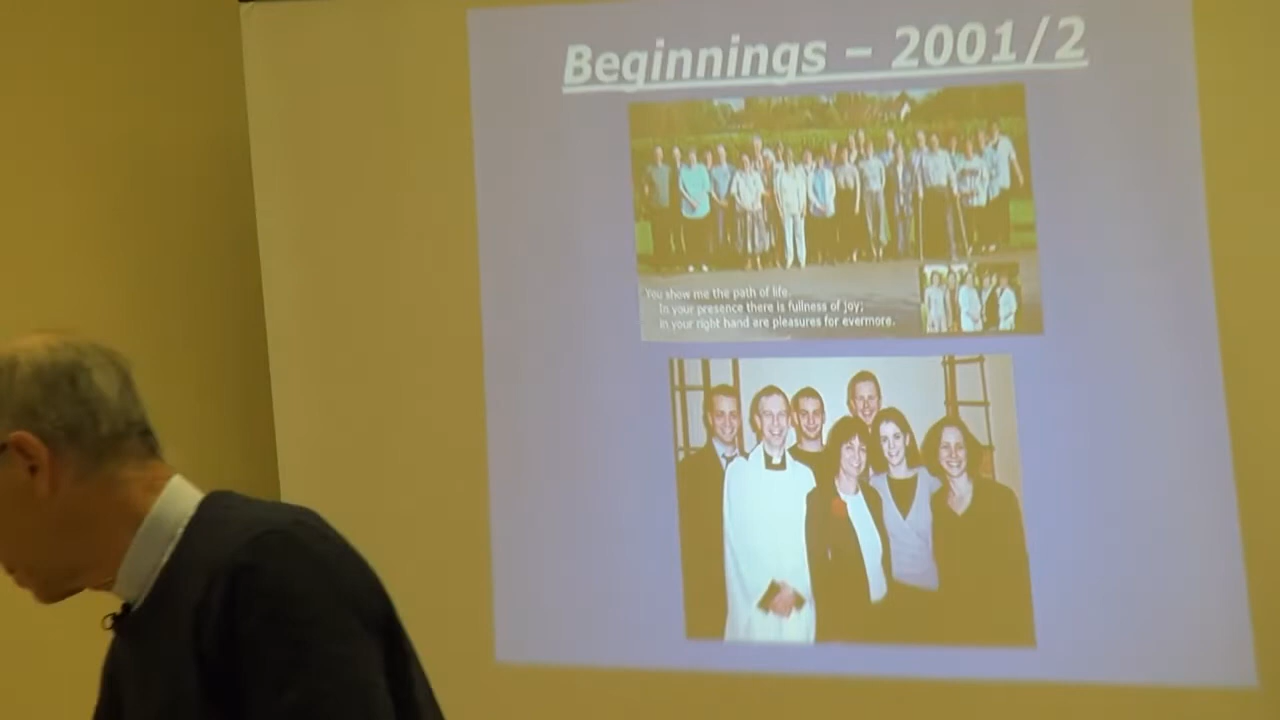 Beginnings – 2001/2
You show me the path of life.
In your presence there is fullness of joy;
in your right hand are pleasures for evermore.